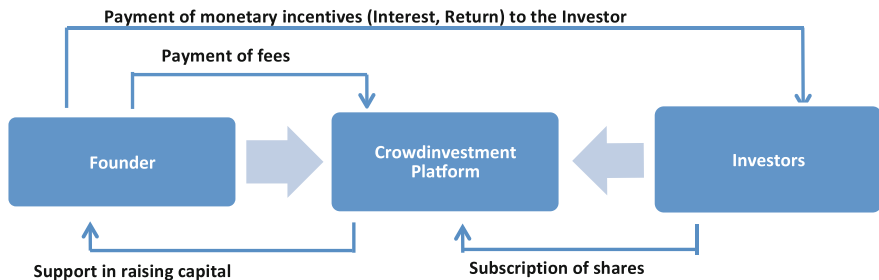 Payment of monetary incentives (Interest, Return) to the Investor
Payment of fees
Founder
Crowdinvestment
Platform
Investors
Support in raising capital
Subscription of shares